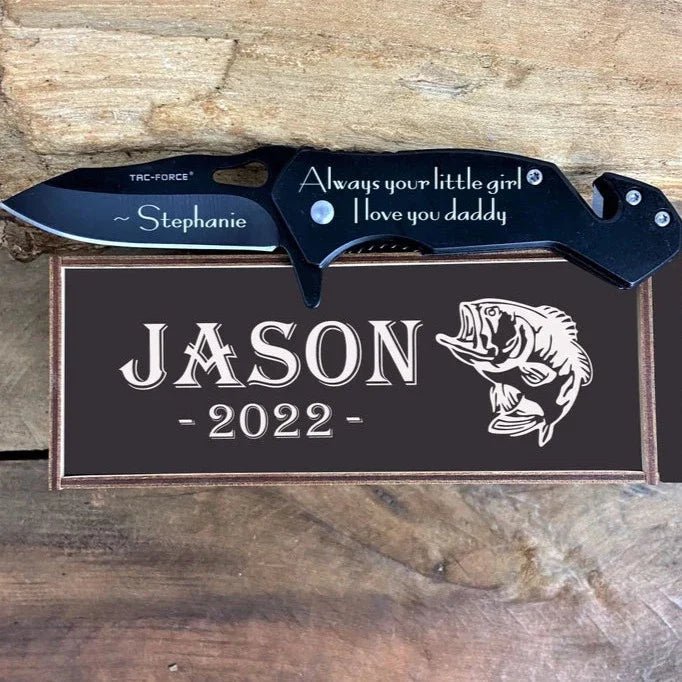 TAC-FORCE®
~ Stephanie
Always your little girl
I love you daddy
JASON
- 2022 -